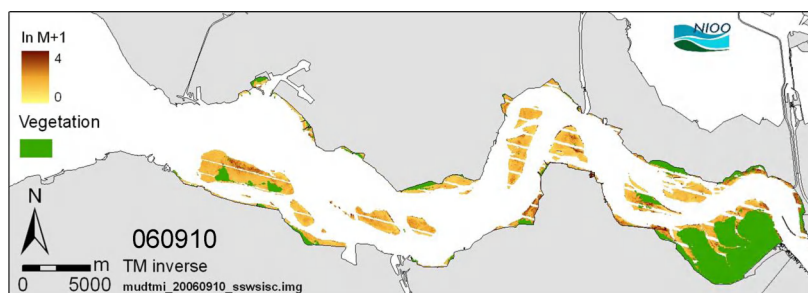 ln M+1
4
0
Vegetation
N
0
5000
m
060910
TM inverse
mudtmi_20060910_sswsisc.img
NIOO